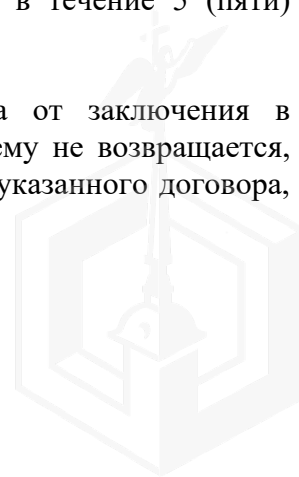 в течение 5 (пяти)
а от заключения в
ему не возвращается,
указанного договора,